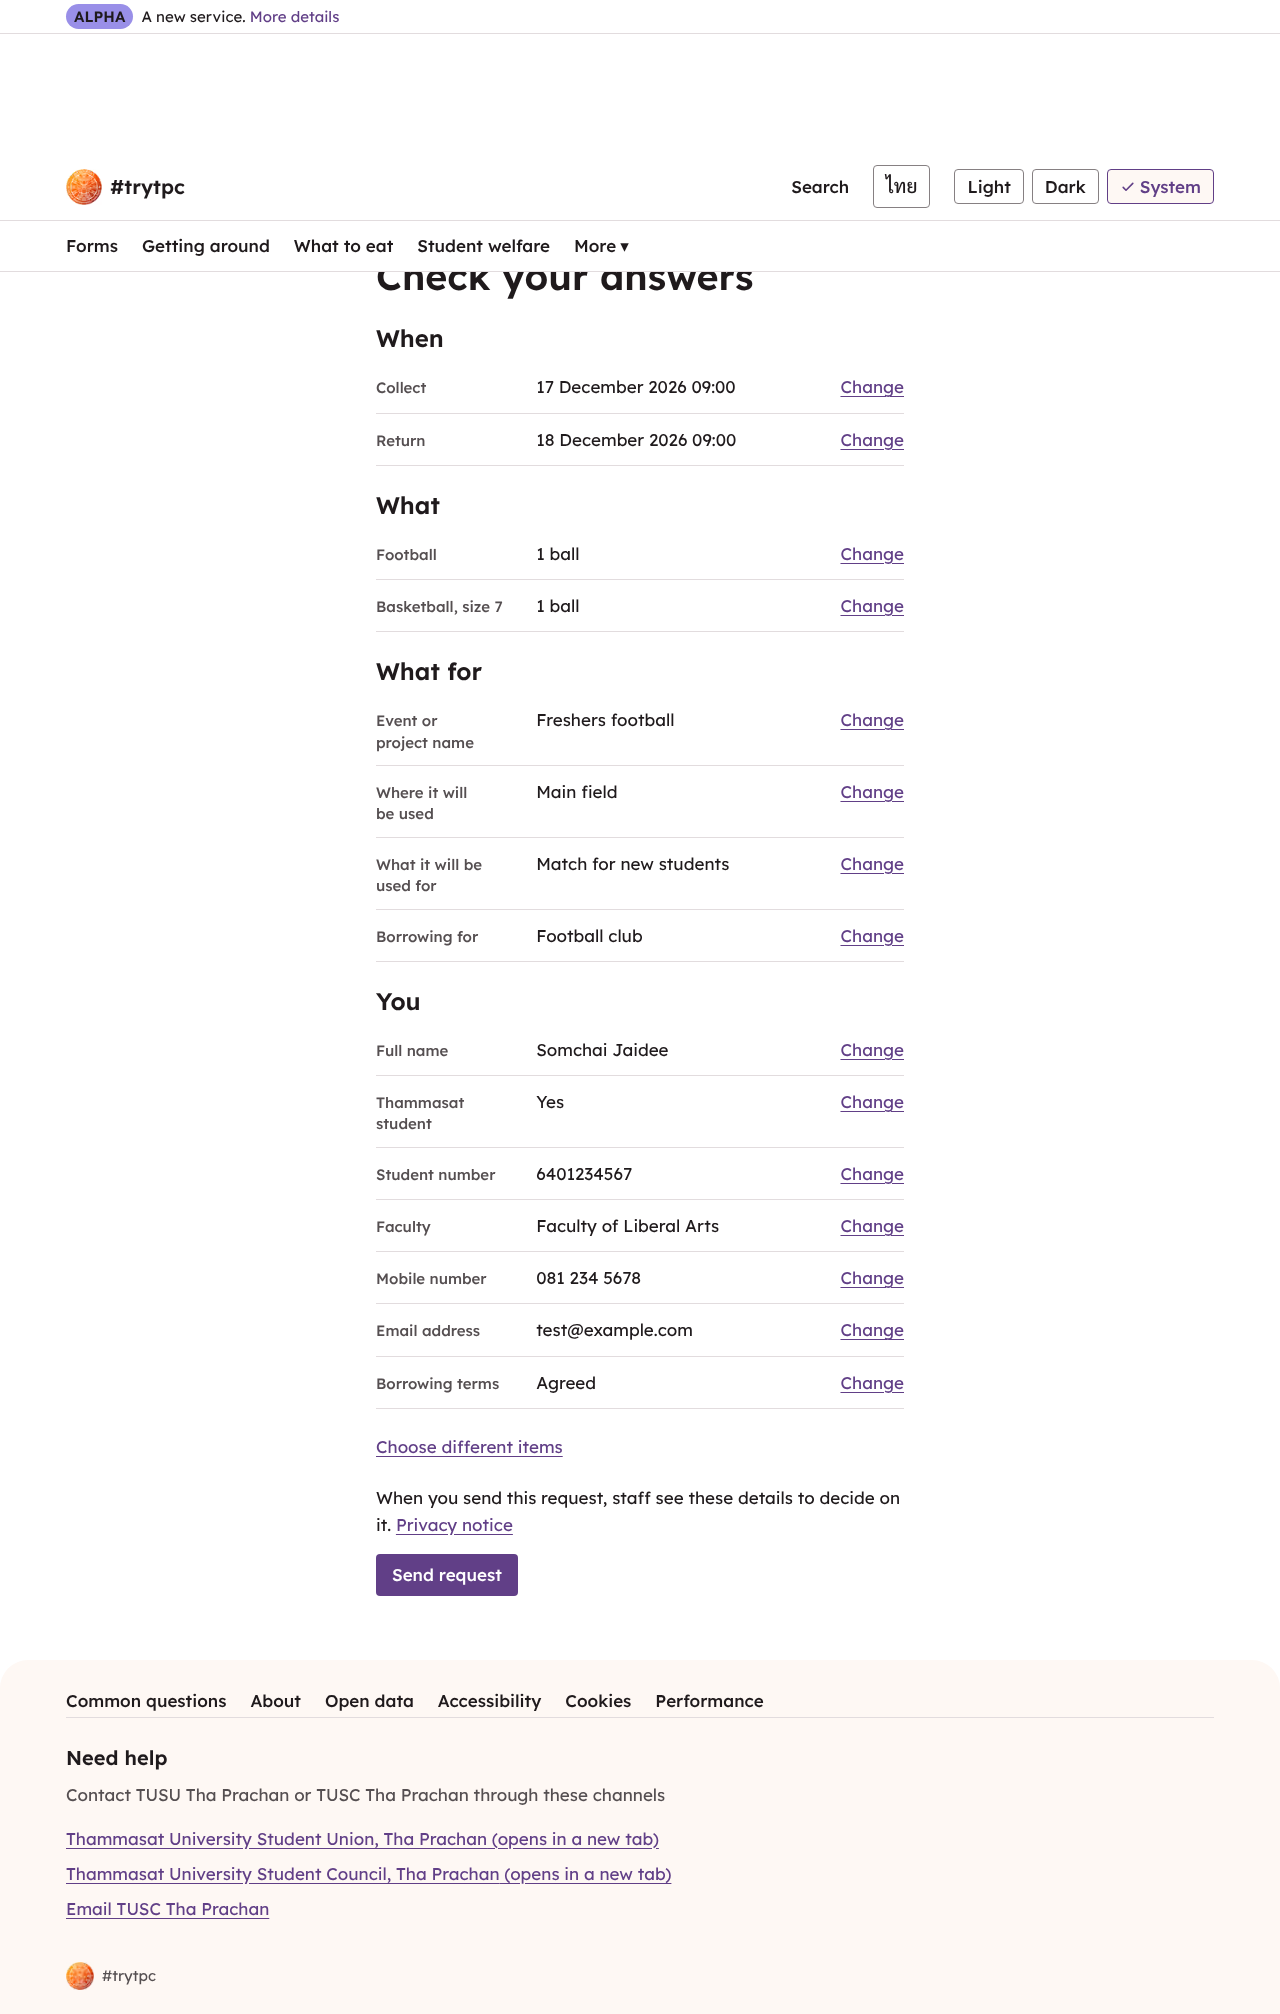 ALPHA A new service. More details
#trytpc Search ไทย Light Dark ✓ System
Forms Getting around What to eat Student welfare More ▾
Check your answers
When
Collect 17 December 2026 09:00 Change
Return 18 December 2026 09:00 Change
What
Football 1 ball Change
Basketball, size 7 1 ball Change
What for
Event or Freshers football Change
project name
Where it will Main field Change
be used
What it will be Match for new students Change
used for
Borrowing for Football club Change
You
Full name Somchai Jaidee Change
Thammasat Yes Change
student
Student number 6401234567 Change
Faculty Faculty of Liberal Arts Change
Mobile number 081 234 5678 Change
Email address test@example.com Change
Borrowing terms Agreed Change
Choose different items
When you send this request, staff see these details to decide on
it. Privacy notice
Send request
Common questions About Open data Accessibility Cookies Performance
Need help
Contact TUSU Tha Prachan or TUSC Tha Prachan through these channels
Thammasat University Student Union, Tha Prachan (opens in a new tab)
Thammasat University Student Council, Tha Prachan (opens in a new tab)
Email TUSC Tha Prachan
#trytpc